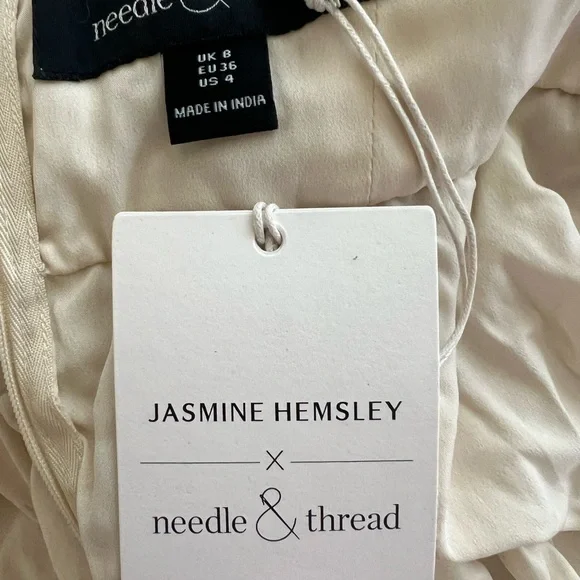 needle &
UK 8
EU 36
US 4
MADE IN INDIA
JASMINE HEMSLEY
X
needle & thread